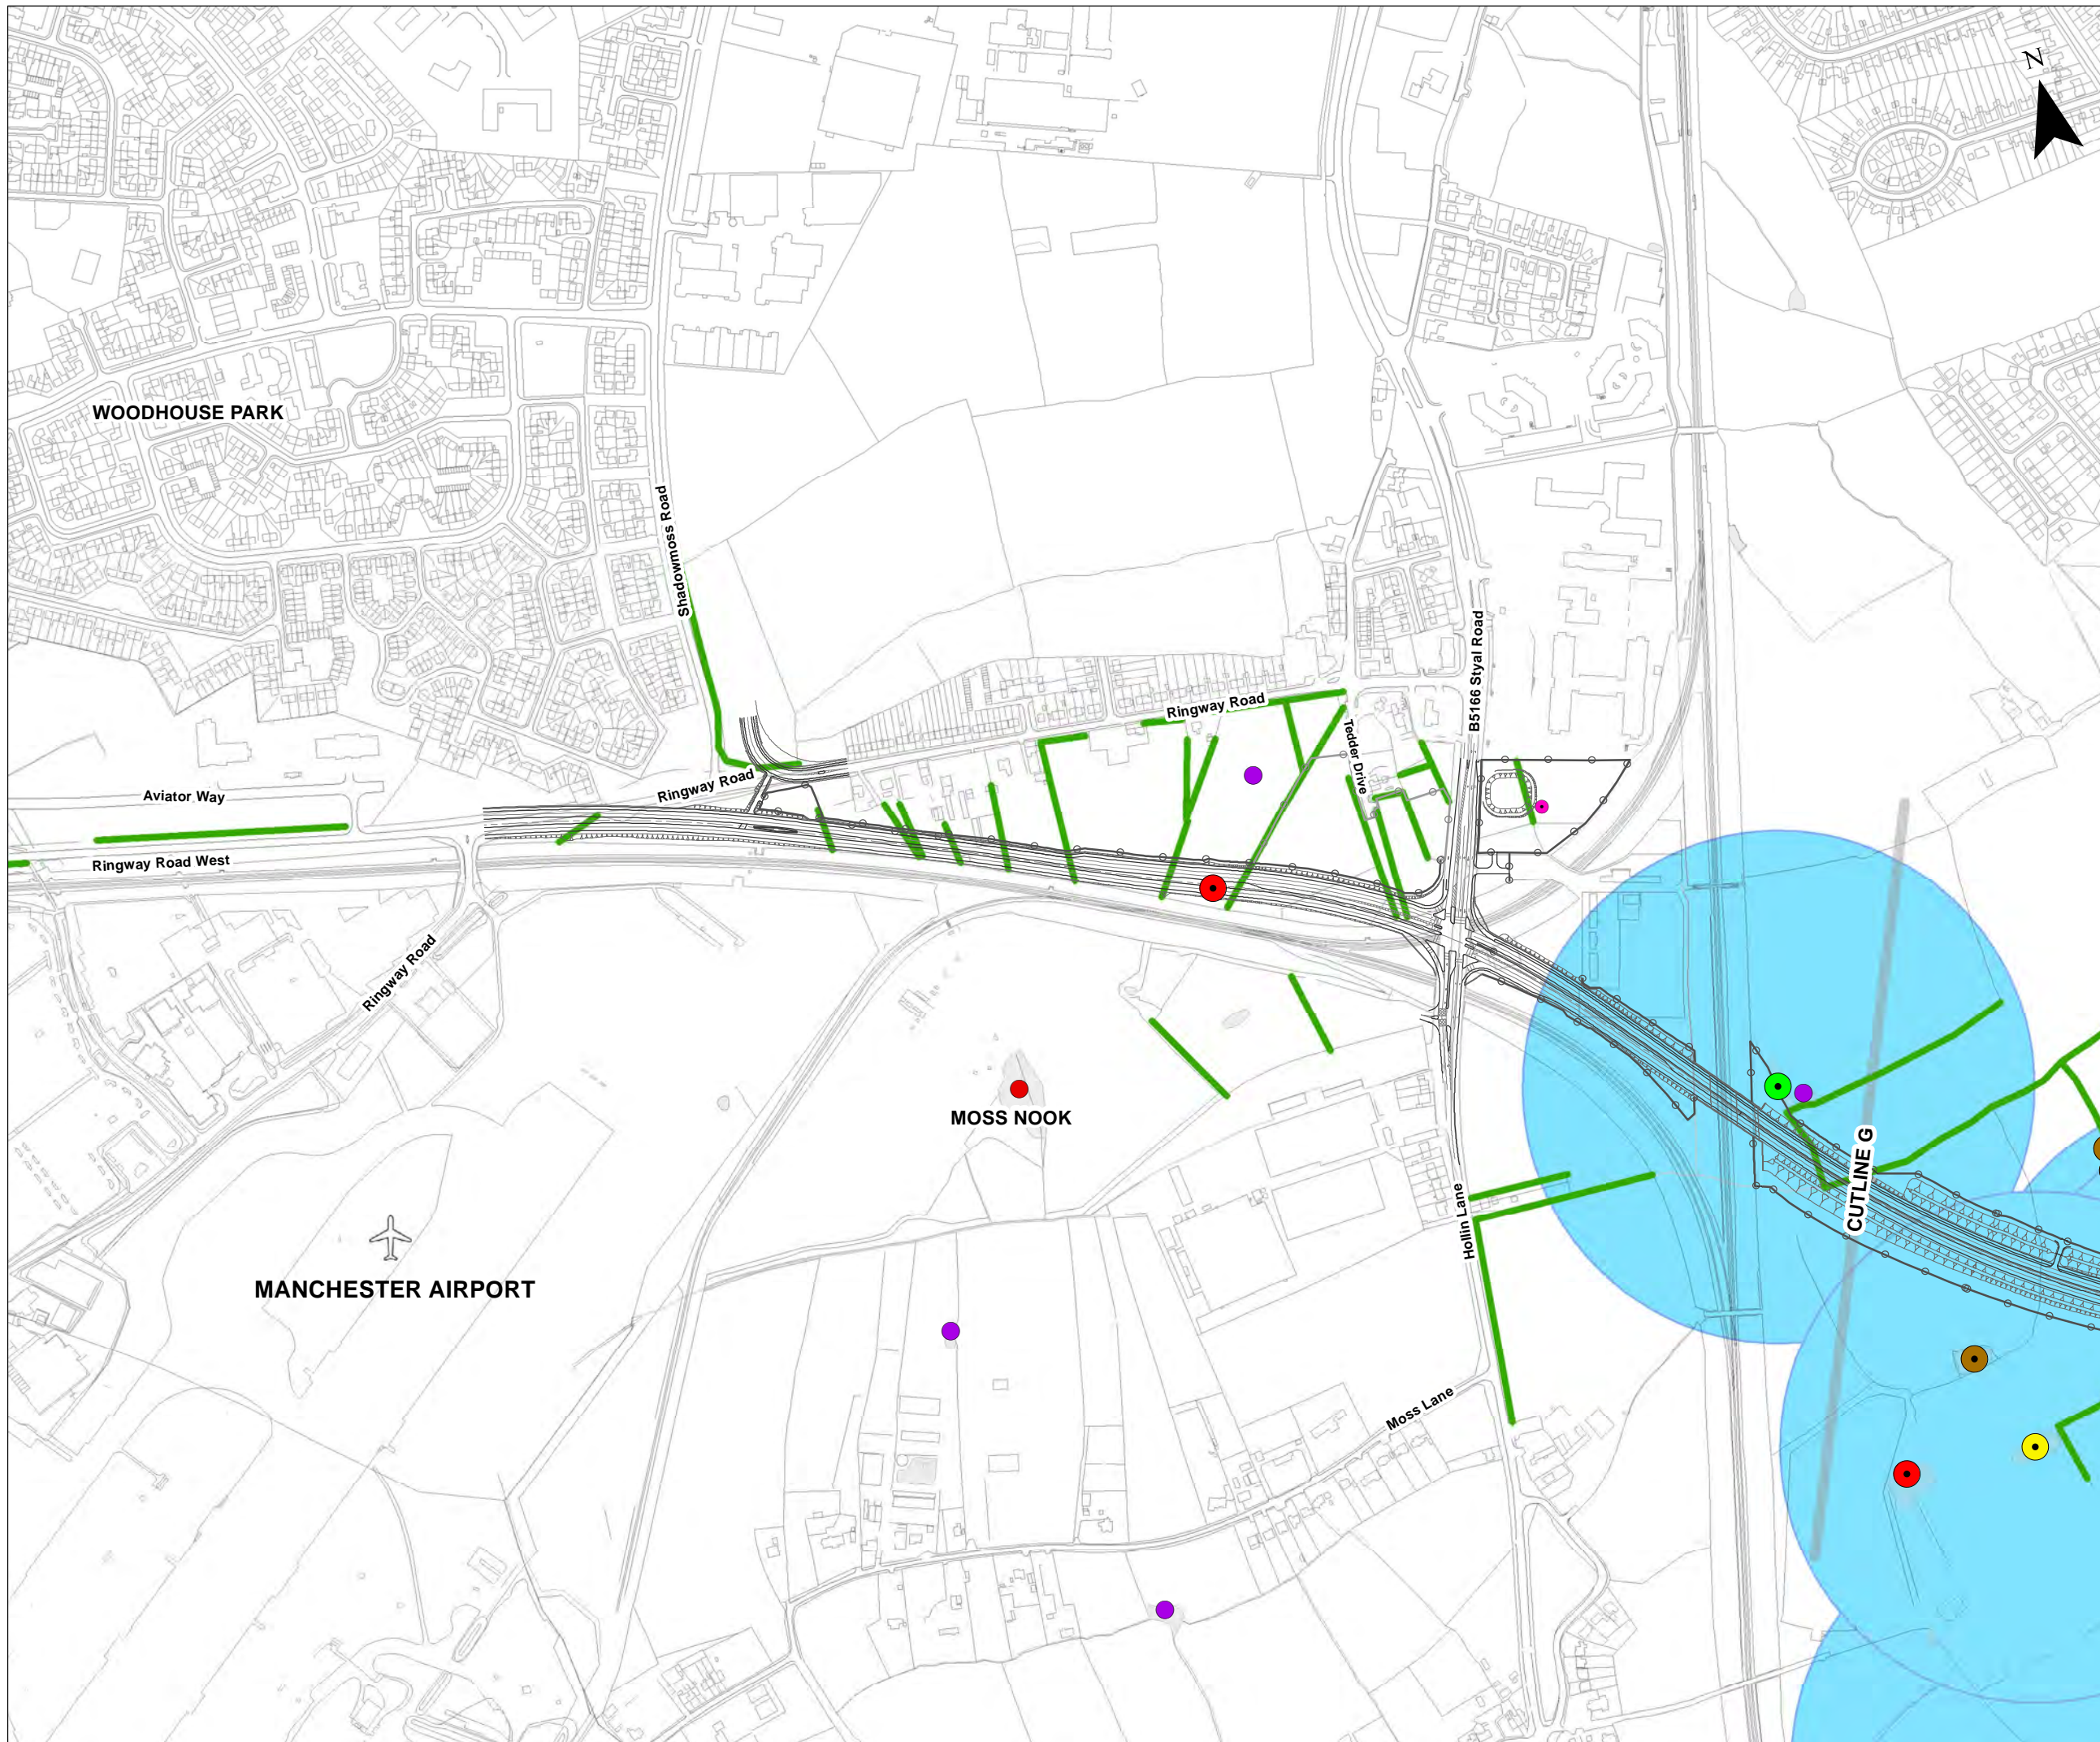 N
WOODHOUSE PARK
Shadowmoss Road
B5166 Styal Road
Ringway Road
Tedder Drive
Ringway Road
Aviator Way
Ringway Road West
Ringway Road
MOSS NOOK
CUTLINE G
Hollin Lane
MANCHESTER AIRPORT
Moss Lane